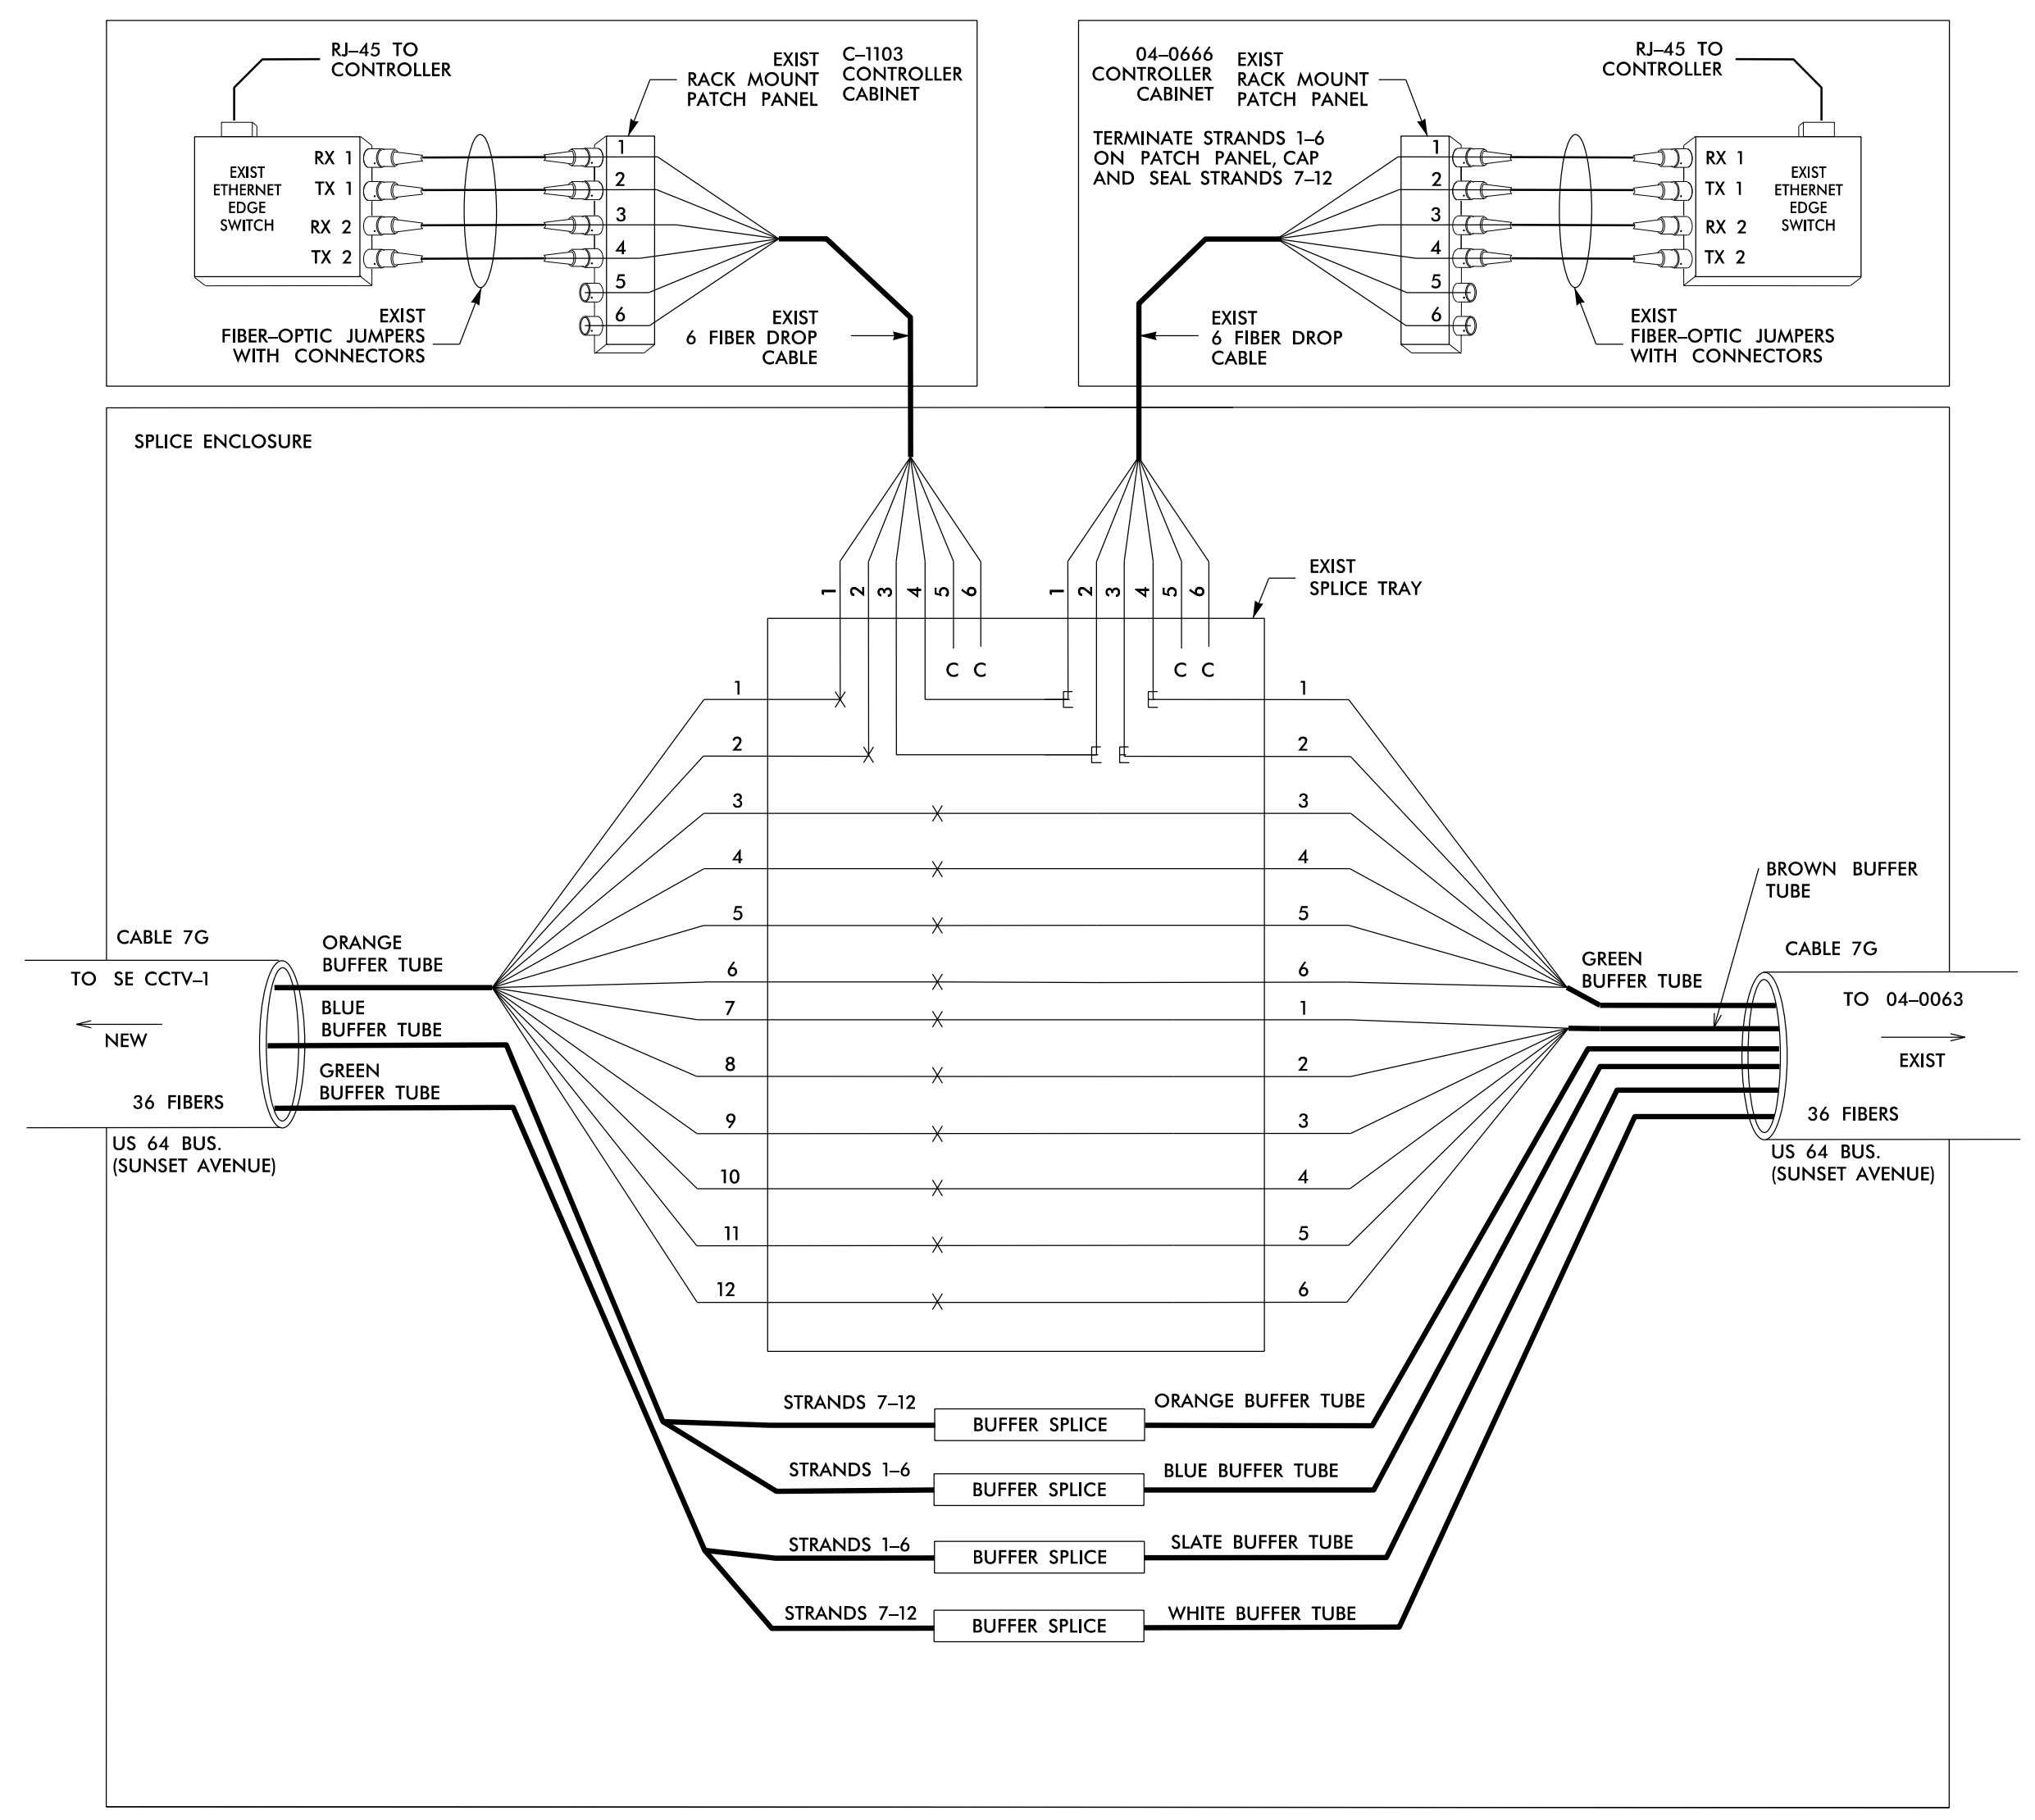 RJ–45 TO
CONTROLLER
EXIST
RACK MOUNT
PATCH PANEL
C–1103
CONTROLLER
CABINET
EXIST
ETHERNET
EDGE
SWITCH
RX 1
TX 1
RX 2
TX 2
1
2
3
4
5
6
EXIST
FIBER–OPTIC JUMPERS
WITH CONNECTORS
EXIST
6 FIBER DROP
CABLE
04–0666
CONTROLLER
CABINET
EXIST
RACK MOUNT
PATCH PANEL
RJ–45 TO
CONTROLLER
TERMINATE STRANDS 1–6
ON PATCH PANEL, CAP
AND SEAL STRANDS 7–12
1
2
3
4
5
6
RX 1
TX 1
RX 2
TX 2
EXIST
ETHERNET
EDGE
SWITCH
EXIST
6 FIBER DROP
CABLE
EXIST
FIBER–OPTIC JUMPERS
WITH CONNECTORS
SPLICE ENCLOSURE
EXIST
SPLICE TRAY
1 2 3 4 5 6
1 2 3 4 5 6
C C
C C
1
2
3
4
5
6
7
8
9
10
11
12
1
2
3
4
5
6
1
2
3
4
5
6
CABLE 7G
TO SE CCTV–1
NEW
36 FIBERS
US 64 BUS.
(SUNSET AVENUE)
ORANGE
BUFFER TUBE
BLUE
BUFFER TUBE
GREEN
BUFFER TUBE
BROWN BUFFER
TUBE
GREEN
BUFFER TUBE
CABLE 7G
TO 04–0063
EXIST
36 FIBERS
US 64 BUS.
(SUNSET AVENUE)
STRANDS 7–12
BUFFER SPLICE
ORANGE BUFFER TUBE
STRANDS 1–6
BUFFER SPLICE
BLUE BUFFER TUBE
STRANDS 1–6
BUFFER SPLICE
SLATE BUFFER TUBE
STRANDS 7–12
BUFFER SPLICE
WHITE BUFFER TUBE